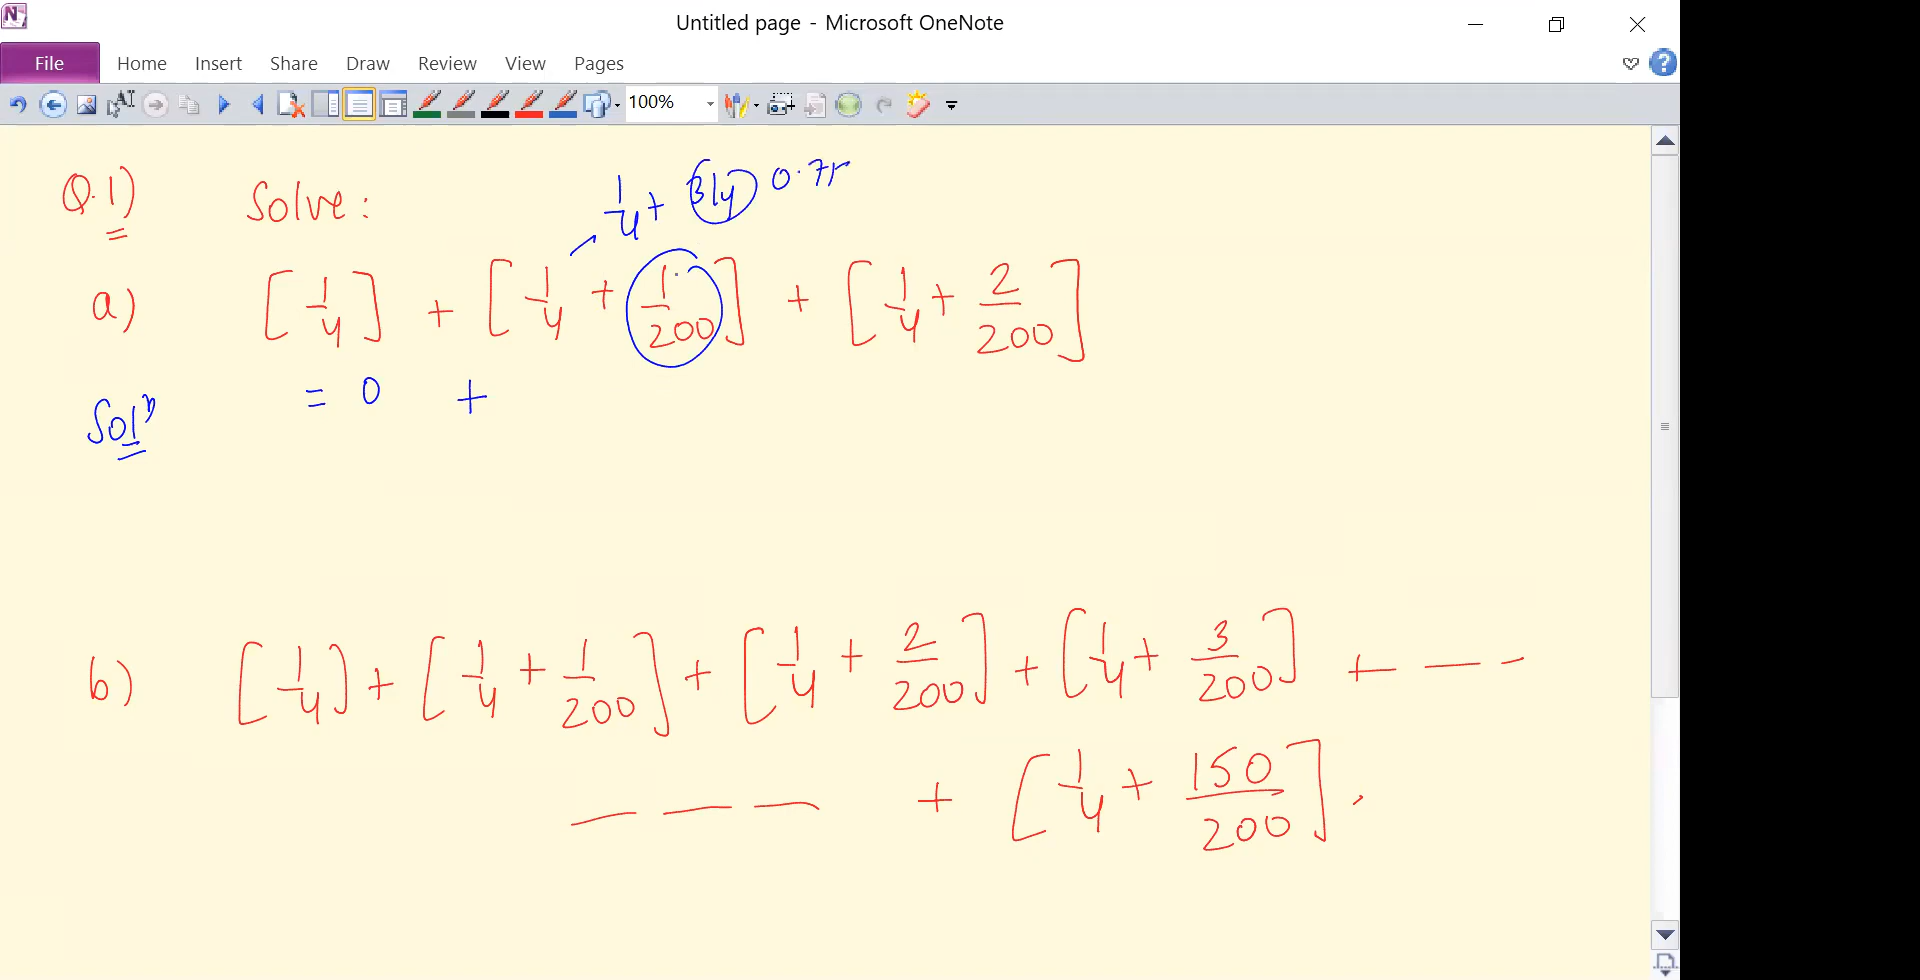 Untitled page - Microsoft OneNote
File Home Insert Share Draw Review View Pages
100%
Q.1) Solve:
1/4 + 3/4 0.75
a) [1/4] + [1/4 + 1/200] + [1/4 + 2/200]
Solⁿ = 0 +
b) [1/4] + [1/4 + 1/200] + [1/4 + 2/200] + [1/4 + 3/200] + - - -
- - - + [1/4 + 150/200].